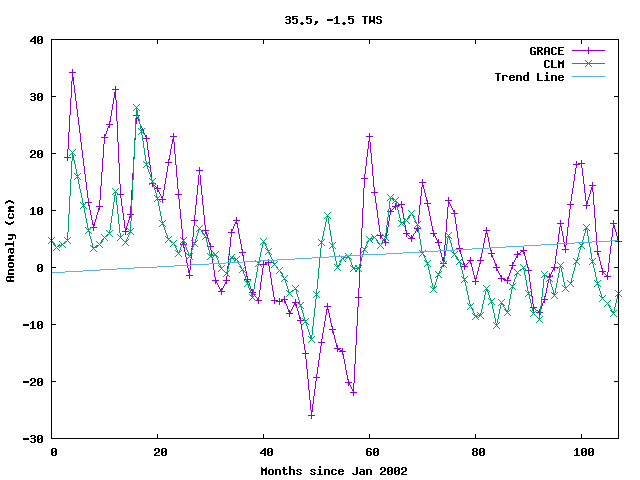 35.5, -1.5 TWS
GRACE
CLM
Trend Line
40
30
20
10
0
-10
-20
-30
Anomaly (cm)
0 20 40 60 80 100
Months since Jan 2002